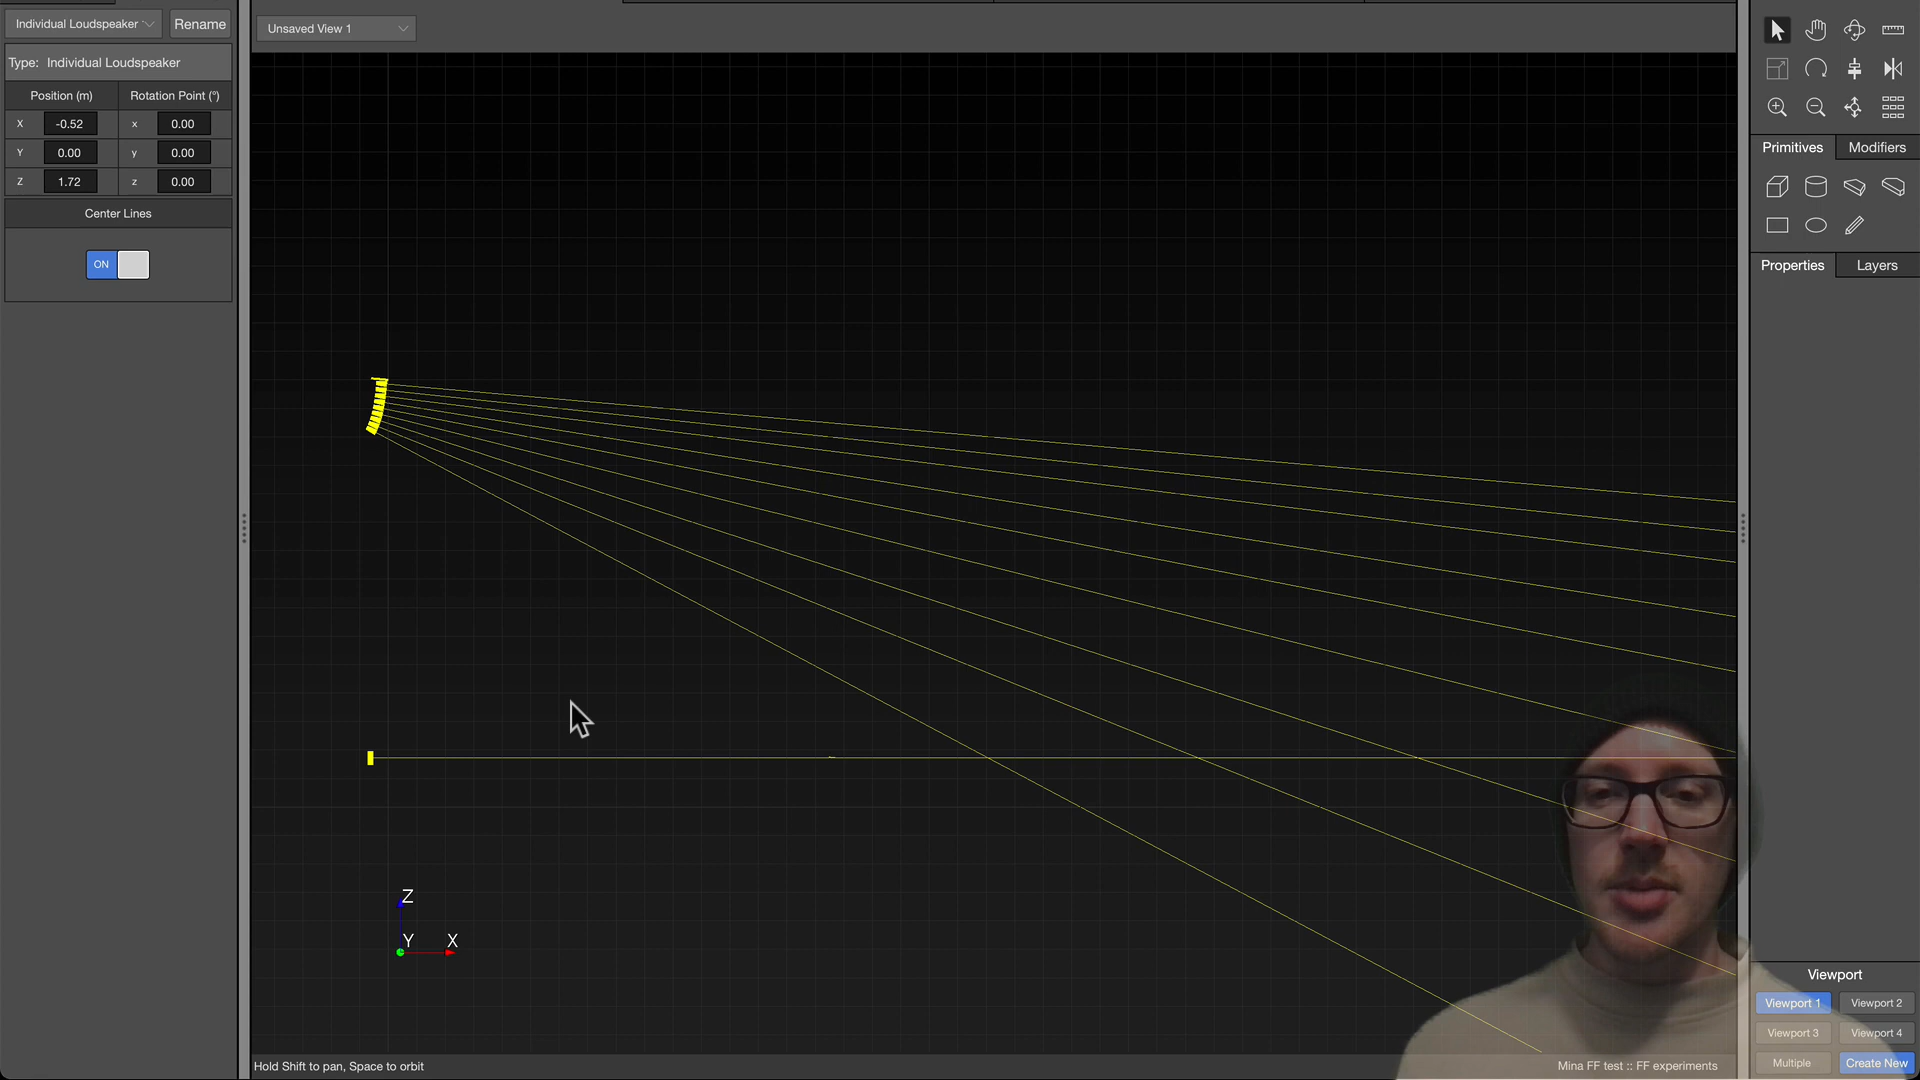 Individual Loudspeaker
Rename
Unsaved View 1
Type: Individual Loudspeaker
Position (m)
Rotation Point (°)
X -0.52 x 0.00
Y 0.00 y 0.00
Z 1.72 z 0.00
Center Lines
ON
Primitives
Modifiers
Properties
Layers
Z
Y
X
Viewport
Viewport 1
Viewport 2
Viewport 3
Viewport 4
Multiple
Create New
Hold Shift to pan, Space to orbit
Mina FF test :: FF experiments